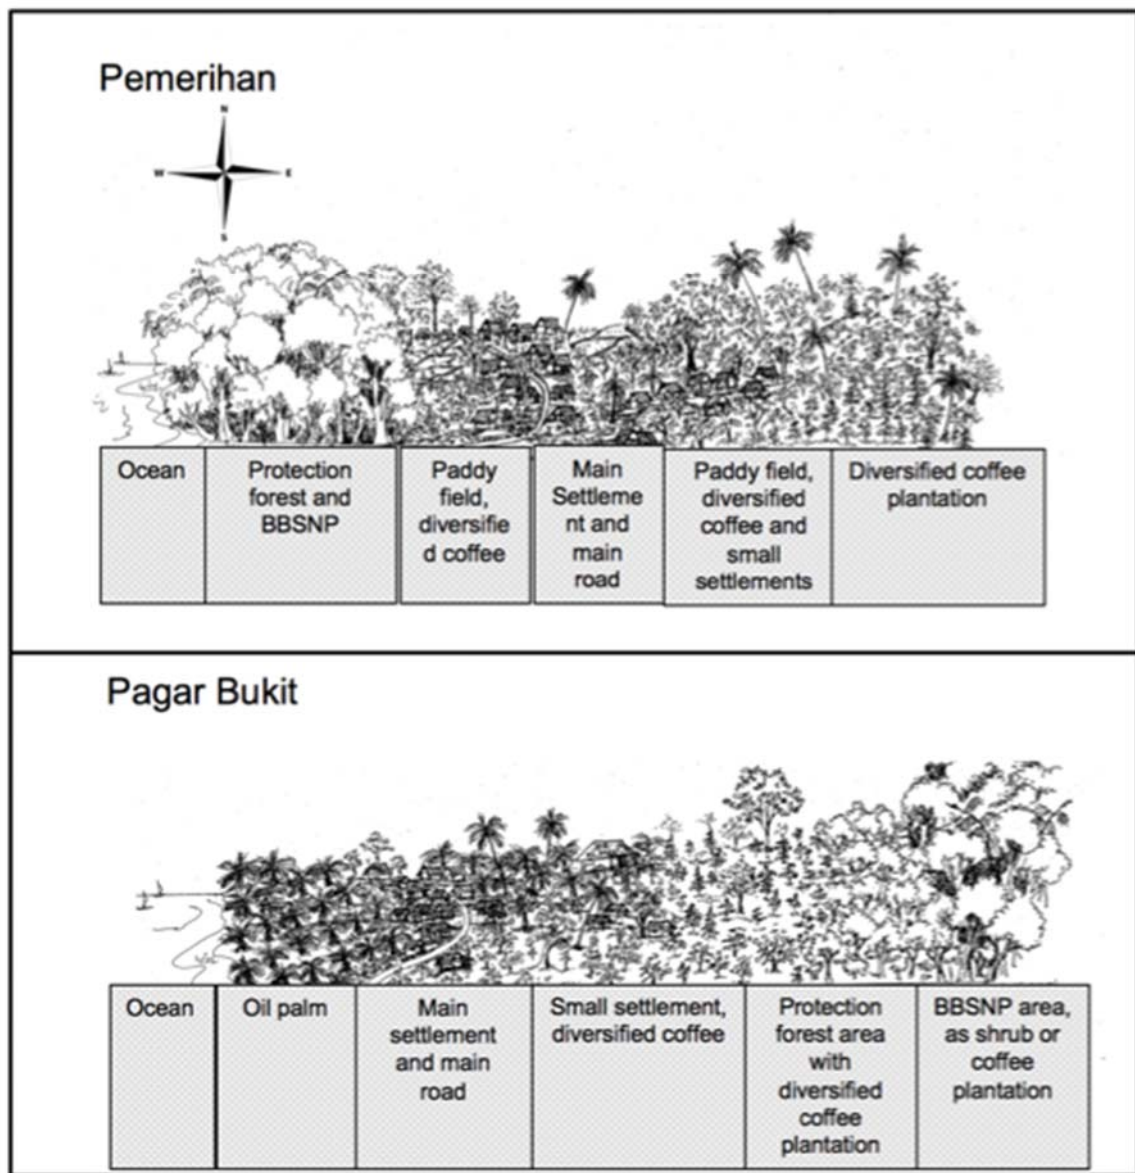 Pemerihan
N
W
E
S
Ocean
Protection
forest and
BBSNP
Paddy
field,
diversifie
d coffee
Main
Settleme
nt and
main
road
Paddy field,
diversified
coffee and
small
settlements
Diversified coffee
plantation
Pagar Bukit
Ocean
Oil palm
Main
settlement
and main
road
Small settlement,
diversified coffee
Protection
forest area
with
diversified
coffee
plantation
BBSNP area,
as shrub or
coffee
plantation